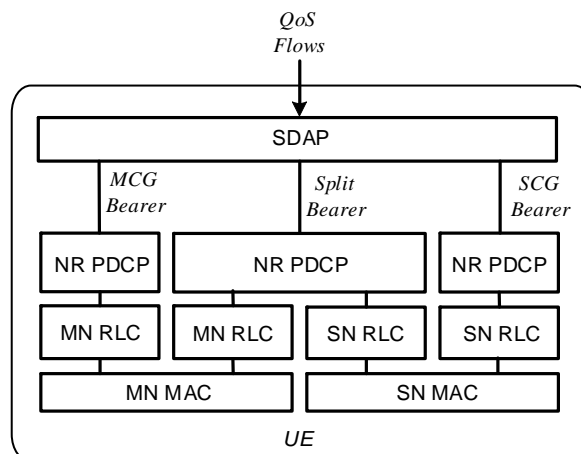 QoS
Flows
SDAP
MCG
Bearer
Split
Bearer
SCG
Bearer
NR PDCP
NR PDCP
NR PDCP
MN RLC
MN RLC
SN RLC
SN RLC
MN MAC
SN MAC
UE